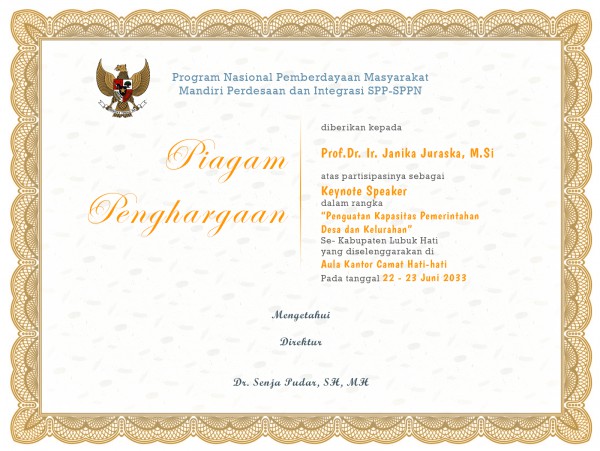 Program Nasional Pemberdayaan Masyarakat
Mandiri Perdesaan dan Integrasi SPP-SPPN
Piagam
Penghargaan
diberikan kepada
Prof.Dr. Ir. Janika Juraska, M.Si
atas partisipasinya sebagai
Keynote Speaker
dalam rangka
"Penguatan Kapasitas Pemerintahan
Desa dan Kelurahan"
Se- Kabupaten Lubuk Hati
yang diselenggarakan di
Aula Kantor Camat Hati-hati
Pada tanggal 22 - 23 Juni 2033
Mengetahui
Direktur
Dr. Senja Pudar, SH, MH